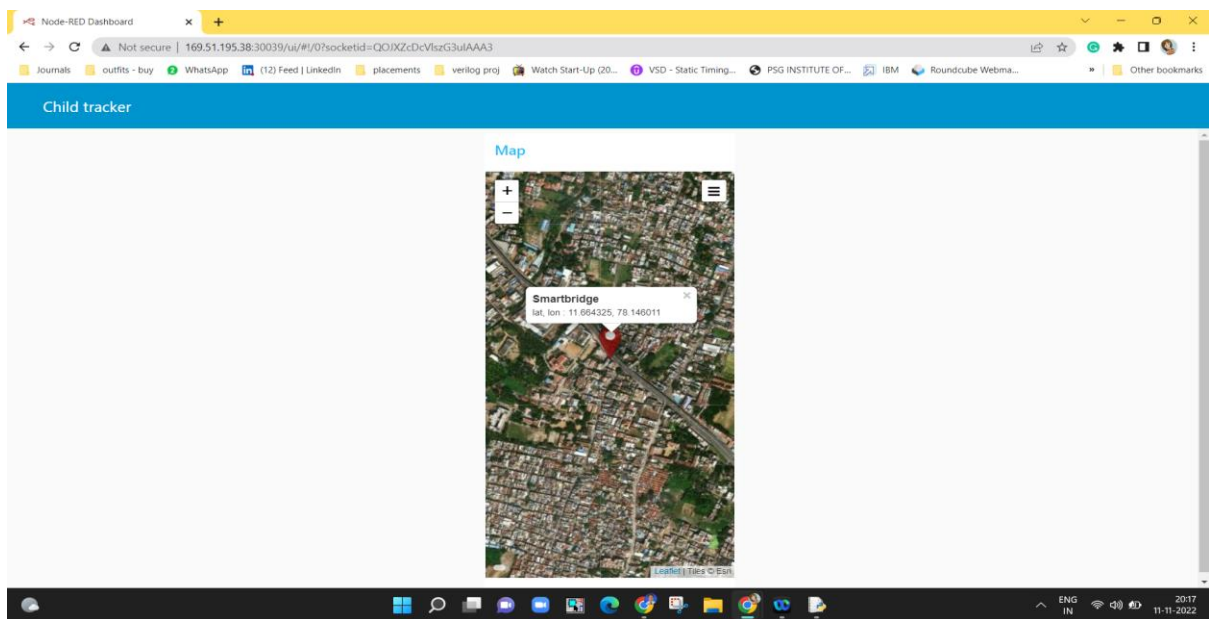 Node-RED Dashboard
Not secure | 169.51.195.38:30039/ui/#!/0?socketid=QOJXZcDcVlszG3ulAAA3
Journals outfits - buy WhatsApp (12) Feed | LinkedIn placements verilog proj Watch Start-Up (20... VSD - Static Timing... PSG INSTITUTE OF... IBM Roundcube Webma... » Other bookmarks
Child tracker
Map
+
−
Smartbridge ×
lat, lon : 11.664325, 78.146011
Leaflet | Tiles © Esri
ENG
IN
20:17
11-11-2022